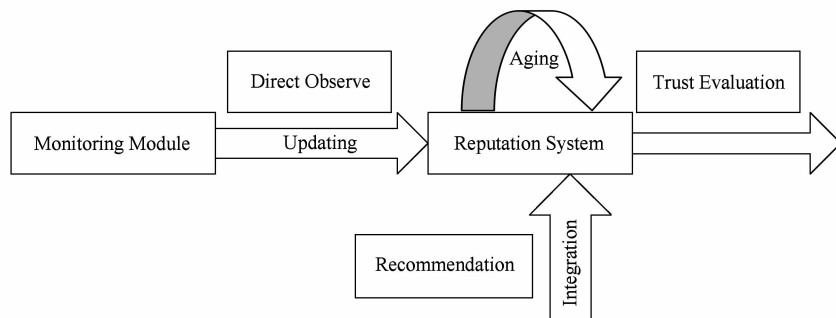 Direct Observe
Aging
Trust Evaluation
Monitoring Module
Updating
Reputation System
Recommendation
Integration